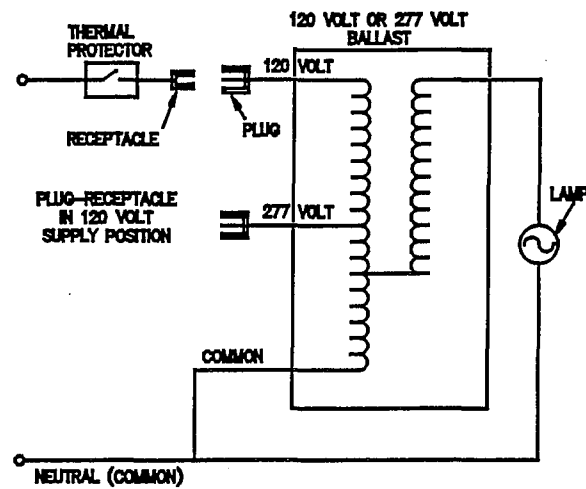 120 VOLT OR 277 VOLT
BALLAST
THERMAL
PROTECTOR
120 VOLT
RECEPTACLE
PLUG
PLUG-RECEPTACLE
IN 120 VOLT
SUPPLY POSITION
277 VOLT
LAMP
COMMON
NEUTRAL (COMMON)